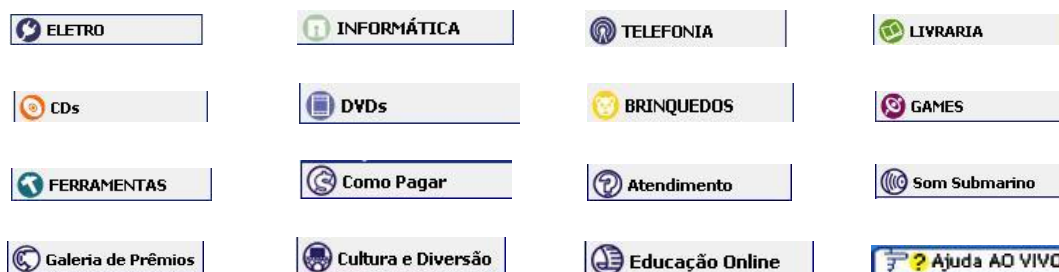 ELETRO
INFORMÁTICA
TELEFONIA
LIVRARIA
CDs
DVDs
BRINQUEDOS
GAMES
FERRAMENTAS
Como Pagar
Atendimento
Som Submarino
Galeria de Prêmios
Cultura e Diversão
Educação Online
? Ajuda AO VIVO